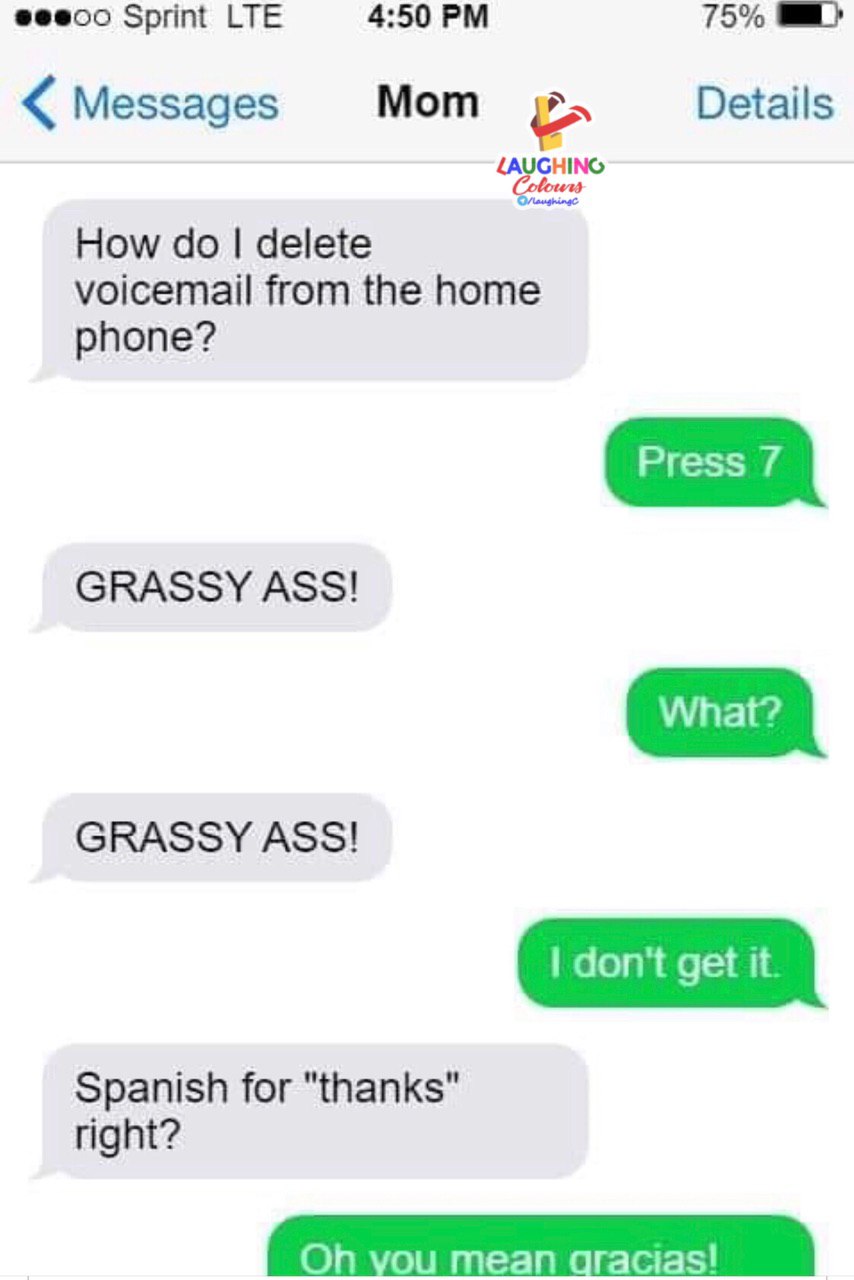 Sprint LTE 4:50 PM 75%
Messages Mom Details
LAUGHING
Colours
/laughingC
How do I delete
voicemail from the home
phone?
Press 7
GRASSY ASS!
What?
GRASSY ASS!
I don't get it.
Spanish for "thanks"
right?
Oh you mean gracias!